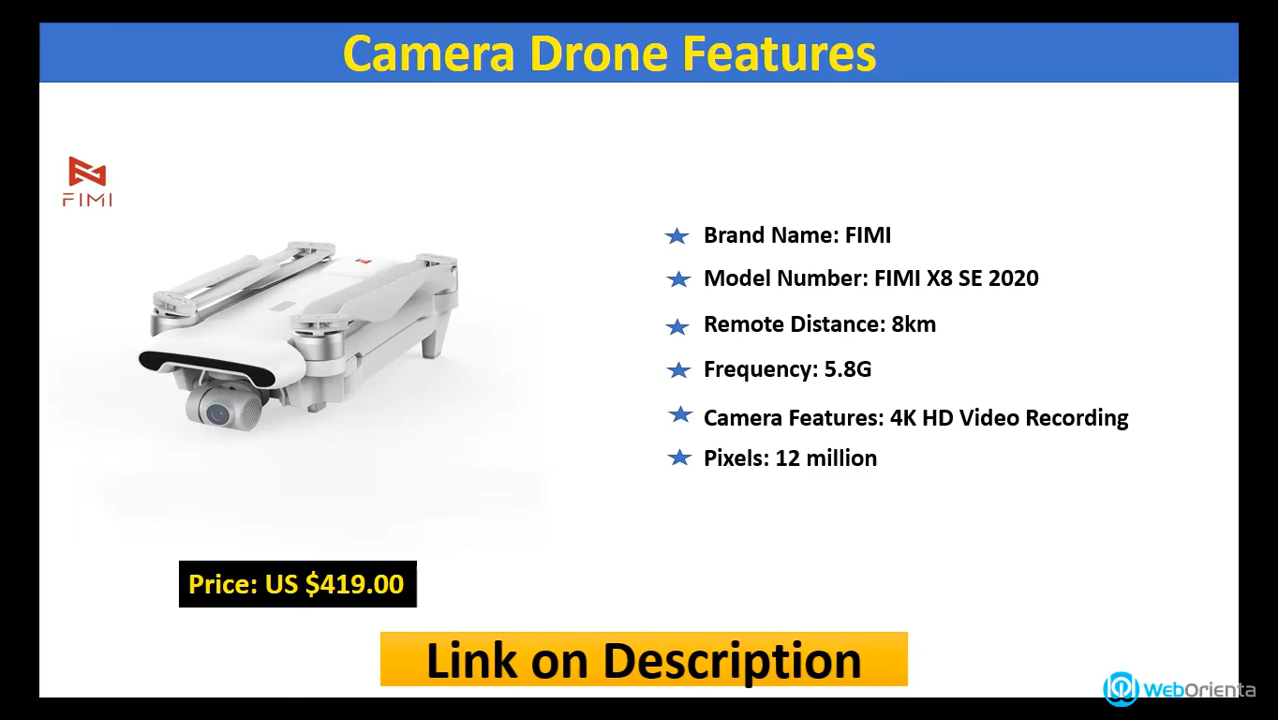 Camera Drone Features
FIMI
Brand Name: FIMI
Model Number: FIMI X8 SE 2020
Remote Distance: 8km
Frequency: 5.8G
Camera Features: 4K HD Video Recording
Pixels: 12 million
Price: US $419.00
Link on Description
WebOrienta